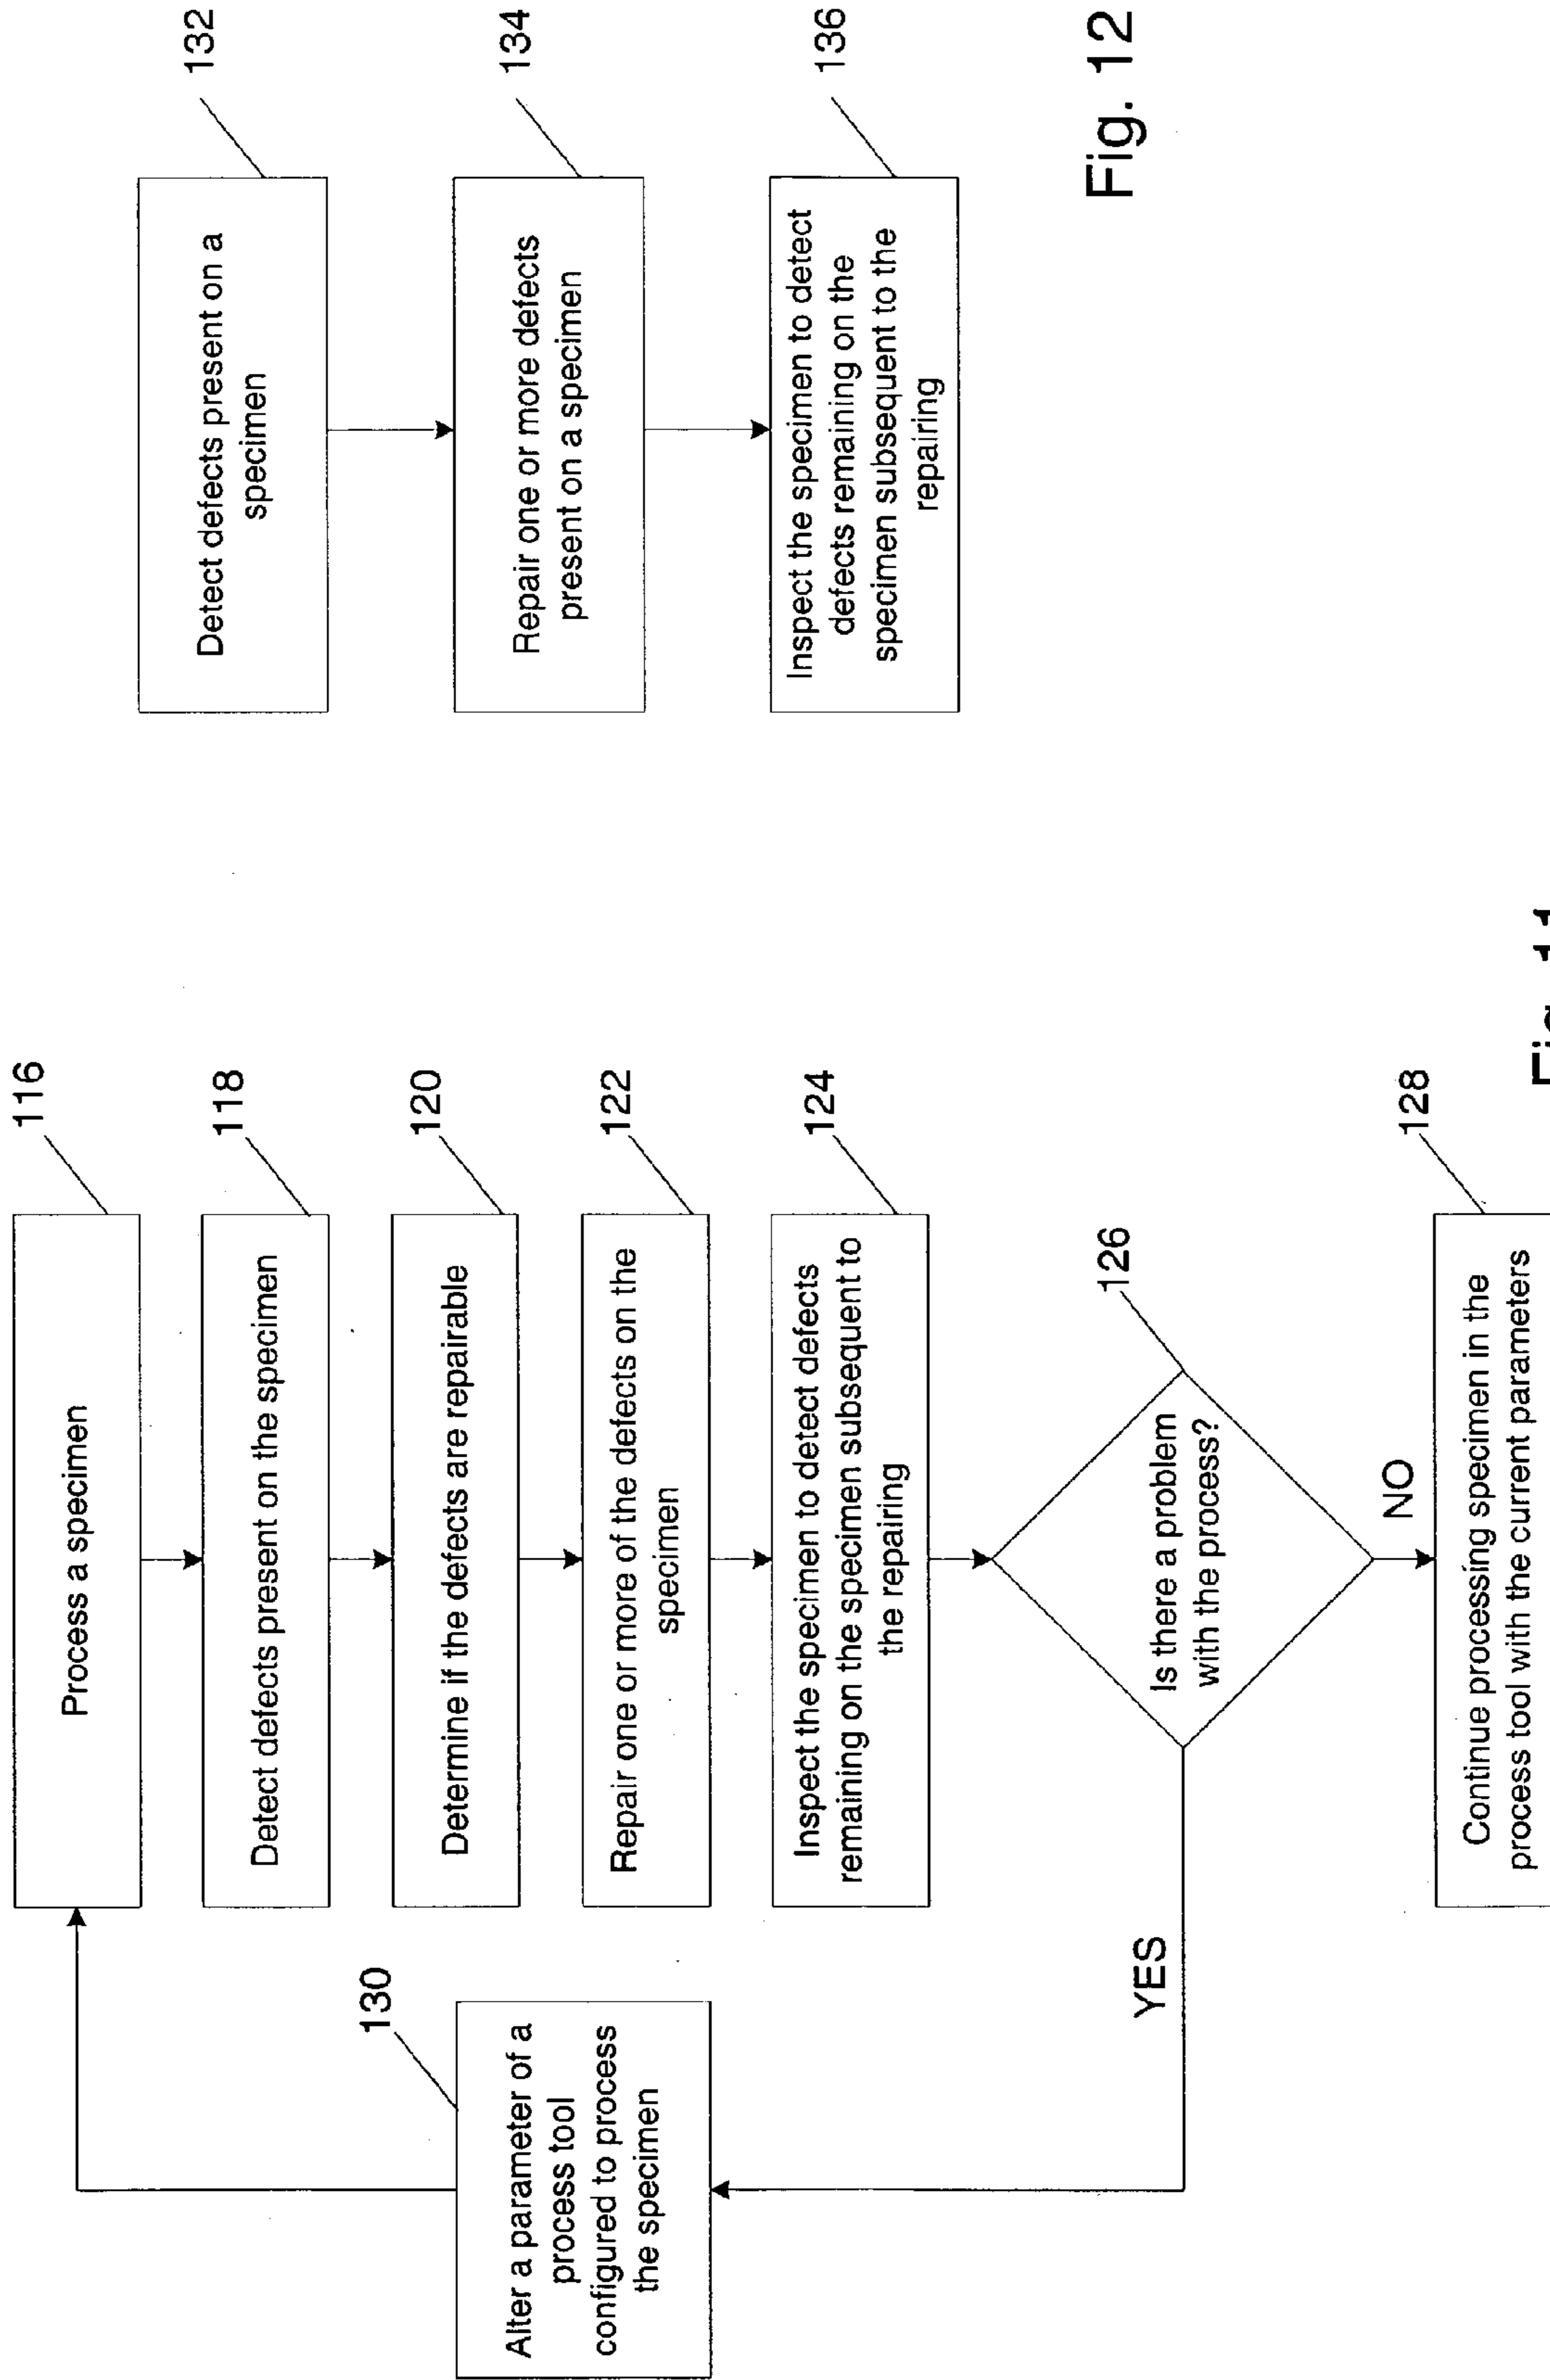 116
Process a specimen
118
Detect defects present on the specimen
120
Determine if the defects are repairable
122
Repair one or more of the defects on the
specimen
124
Inspect the specimen to detect defects
remaining on the specimen subsequent to
the repairing
126
Is there a problem
with the process?
YES
NO
130
Alter a parameter of a
process tool
configured to process
the specimen
128
Continue processing specimen in the
process tool with the current parameters
132
Detect defects present on a
specimen
134
Repair one or more defects
present on a specimen
136
Inspect the specimen to detect
defects remaining on the
specimen subsequent to the
repairing
Fig. 12